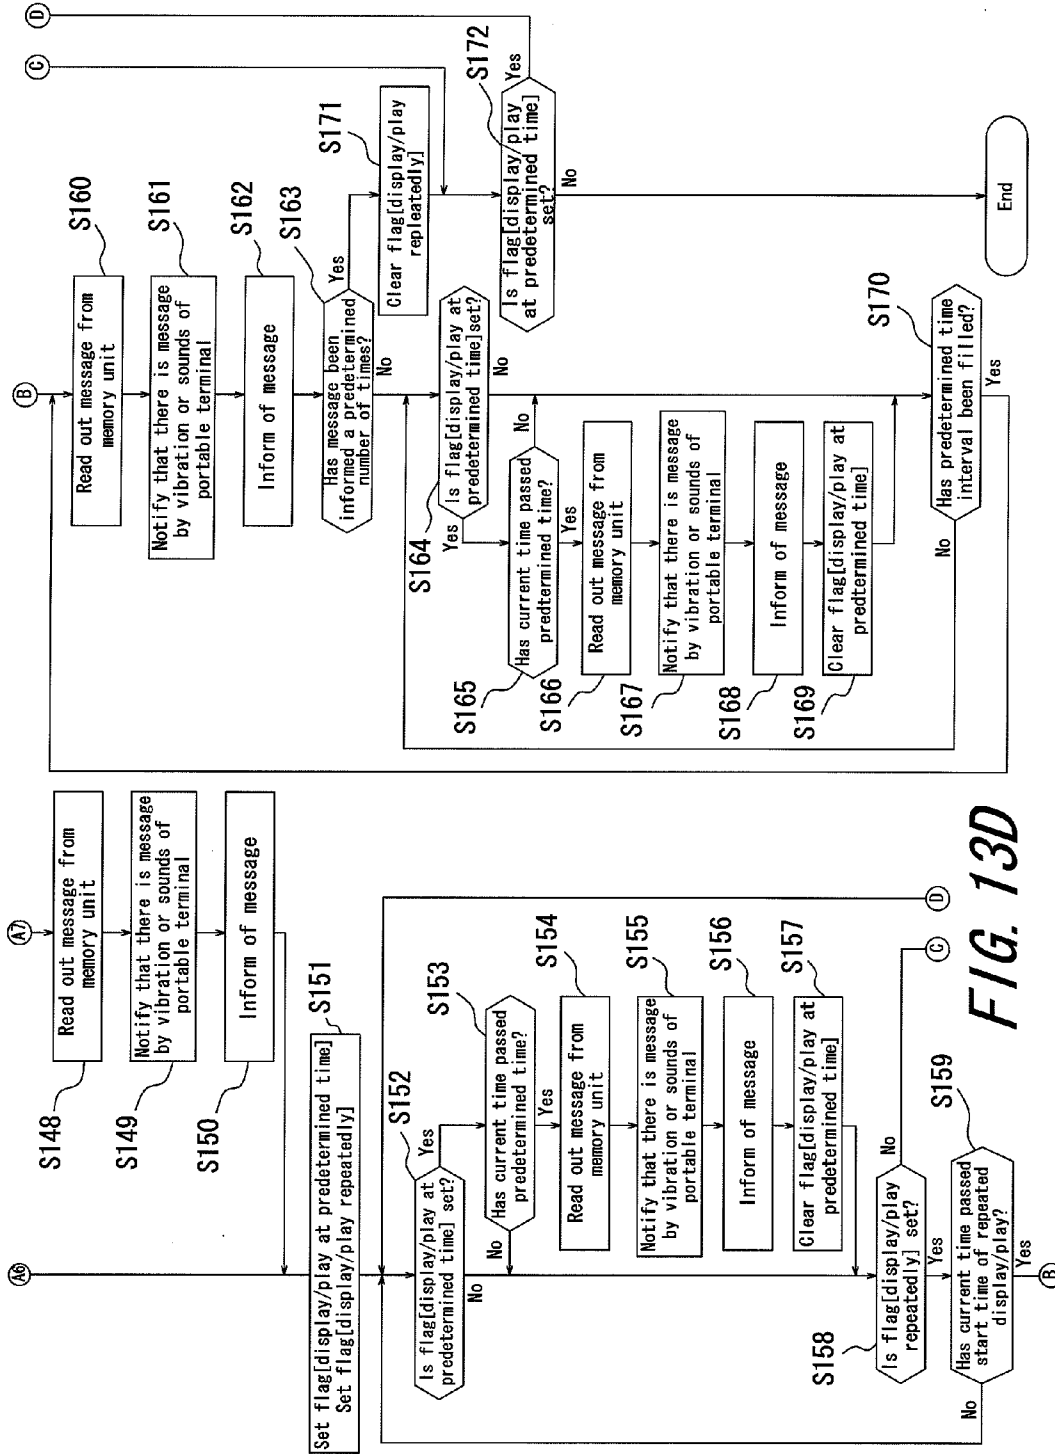 A6
A7
S148
Read out message from
memory unit
S149
Notify that there is message
by vibration or sounds of
portable terminal
S150
Inform of message
S151
Set flag[display/play at predetermined time]
Set flag[display/play repeatedly]
S152
Is flag[display/play at
predetermined time] set?
Yes
No
S153
Has current time passed
predetermined time?
No
Yes
S154
Read out message from
memory unit
S155
Notify that there is message
by vibration or sounds of
portable terminal
S156
Inform of message
S157
Clear flag[display/play at
predetermined time]
S158
Is flag[display/play
repeatedly] set?
No
C
Yes
S159
Has current time passed
start time of repeated
display/play?
No
Yes
B
D
B
S160
Read out message from
memory unit
S161
Notify that there is message
by vibration or sounds of
portable terminal
S162
Inform of message
S163
Has message been
informed a predetermined
number of times?
Yes
No
S164
Is flag[display/play at
predetermined time]set?
Yes
No
S165
Has current time passed
predtermined time?
No
Yes
S166
Read out message from
memory unit
S167
Notify that there is message
by vibration or sounds of
portable terminal
S168
Inform of message
S169
Clear flag[display/play at
predtermined time]
S170
Has predetermined time
interval been filled?
No
Yes
C
D
S171
Clear flag[display/play
repleatedly]
S172
Is flag[display/play
at predetermined time]
set?
Yes
No
End
FIG. 13D